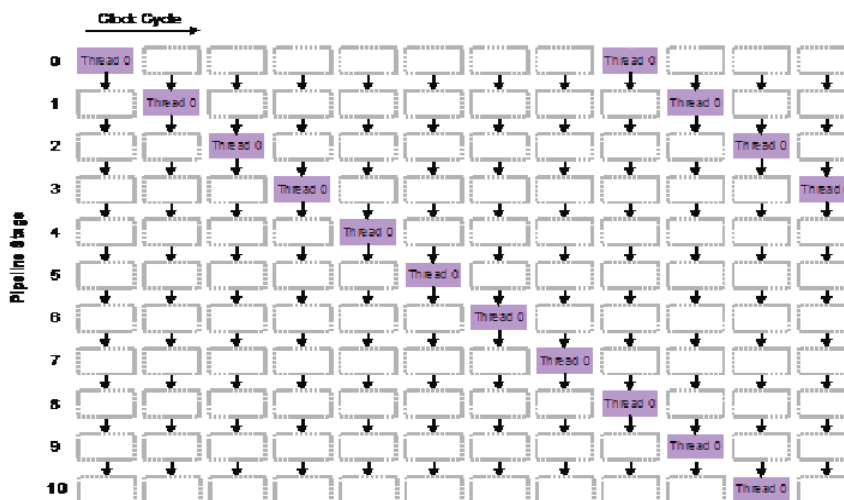 Clock Cycle
0 Thread 0 Thread 0
1 Thread 0 Thread 0
2 Thread 0 Thread 0
3 Thread 0 Thread
4 Thread 0
5 Thread 0
6 Thread 0
7 Thread 0
8 Thread 0
9 Thread 0
10 Thread 0
Pipeline Stage